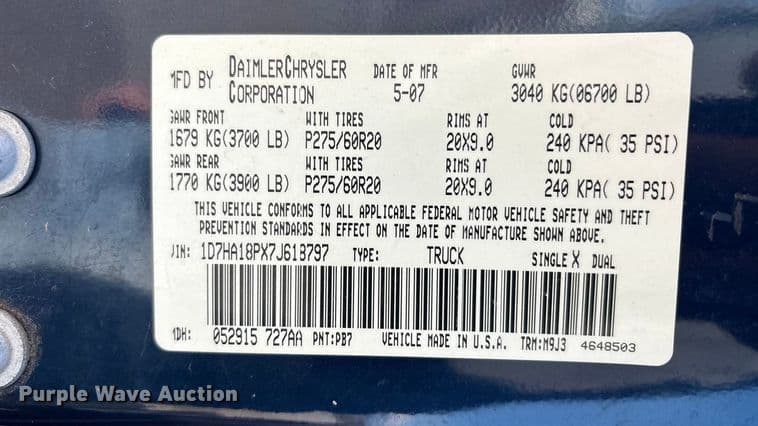 MFD BY DAIMLERCHRYSLER CORPORATION DATE OF MFR 5-07 GVWR 3040 KG(06700 LB)
GAWR FRONT WITH TIRES RIMS AT COLD
1679 KG(3700 LB) P275/60R20 20X9.0 240 KPA( 35 PSI)
GAWR REAR WITH TIRES RIMS AT COLD
1770 KG(3900 LB) P275/60R20 20X9.0 240 KPA( 35 PSI)
THIS VEHICLE CONFORMS TO ALL APPLICABLE FEDERAL MOTOR VEHICLE SAFETY AND THEFT
PREVENTION STANDARDS IN EFFECT ON THE DATE OF MANUFACTURE SHOWN ABOVE.
VIN: 1D7HA18PX7J613797 TYPE: TRUCK SINGLE X DUAL
MDH: 052915 727AA PNT:PB7 VEHICLE MADE IN U.S.A. TRM:M9J3 4648503
Purple Wave Auction